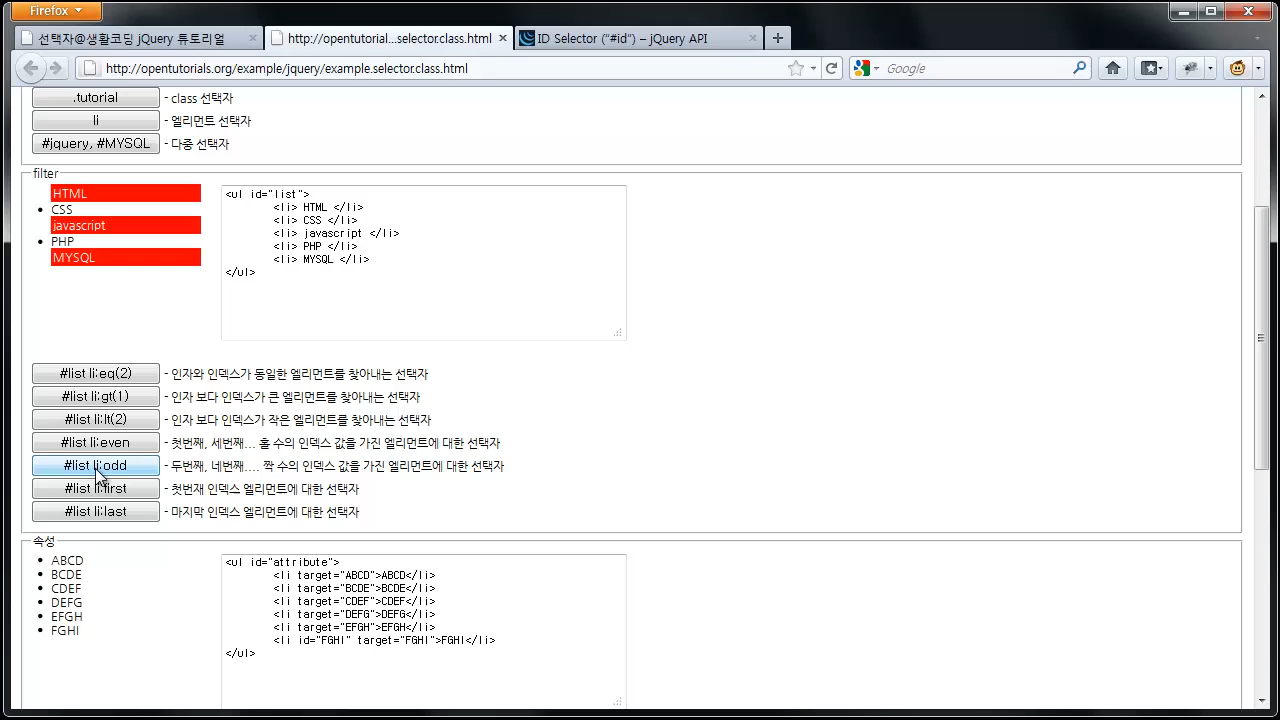 Firefox
선택자@생활코딩 jQuery 튜토리얼
http://opentutorial...selector.class.html
ID Selector ("#id") – jQuery API
http://opentutorials.org/example/jquery/example.selector.class.html
Google
.tutorial - class 선택자
li - 엘리먼트 선택자
#jquery, #MYSQL - 다중 선택자
filter
HTML
CSS
javascript
PHP
MYSQL
<ul id="list">
<li> HTML </li>
<li> CSS </li>
<li> javascript </li>
<li> PHP </li>
<li> MYSQL </li>
</ul>
#list li:eq(2) - 인자와 인덱스가 동일한 엘리먼트를 찾아내는 선택자
#list li:gt(1) - 인자 보다 인덱스가 큰 엘리먼트를 찾아내는 선택자
#list li:lt(2) - 인자 보다 인덱스가 작은 엘리먼트를 찾아내는 선택자
#list li:even - 첫번째, 세번째... 홀 수의 인덱스 값을 가진 엘리먼트에 대한 선택자
#list li:odd - 두번째, 네번째.... 짝 수의 인덱스 값을 가진 엘리먼트에 대한 선택자
#list li:first - 첫번재 인덱스 엘리먼트에 대한 선택자
#list li:last - 마지막 인덱스 엘리먼트에 대한 선택자
속성
ABCD
BCDE
CDEF
DEFG
EFGH
FGHI
<ul id="attribute">
<li target="ABCD">ABCD</li>
<li target="BCDE">BCDE</li>
<li target="CDEF">CDEF</li>
<li target="DEFG">DEFG</li>
<li target="EFGH">EFGH</li>
<li id="FGHI" target="FGHI">FGHI</li>
</ul>